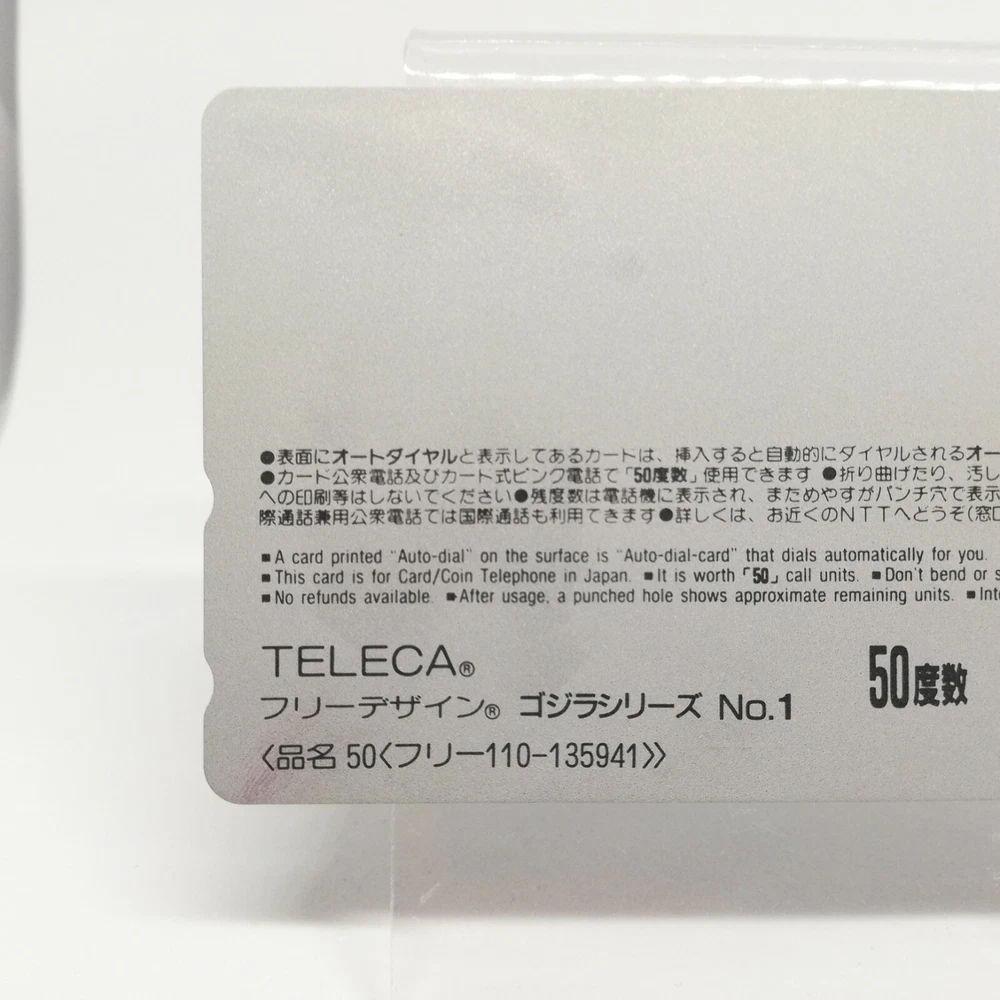 ●表面にオートダイヤルと表示してあるカードは、挿入すると自動的にダイヤルされるオー
●カード公衆電話及びカード式ピンク電話で「50度数」使用できます ●折り曲げたり、汚し
への印刷等はしないでください●残度数は電話機に表示され、まためやすがパンチ穴で表示
際通話兼用公衆電話では国際通話も利用できます●詳しくは、お近くのNTTへどうぞ(窓口
■A card printed "Auto-dial" on the surface is "Auto-dial-card" that dials automatically for you.
■This card is for Card/Coin Telephone in Japan. ■It is worth「50」call units. ■Don't bend or s
■No refunds available. ■After usage, a punched hole shows approximate remaining units. ■Int
TELECA®
フリーデザイン® ゴジラシリーズ No.1
50度数
〈品名 50〈フリー110-135941〉〉